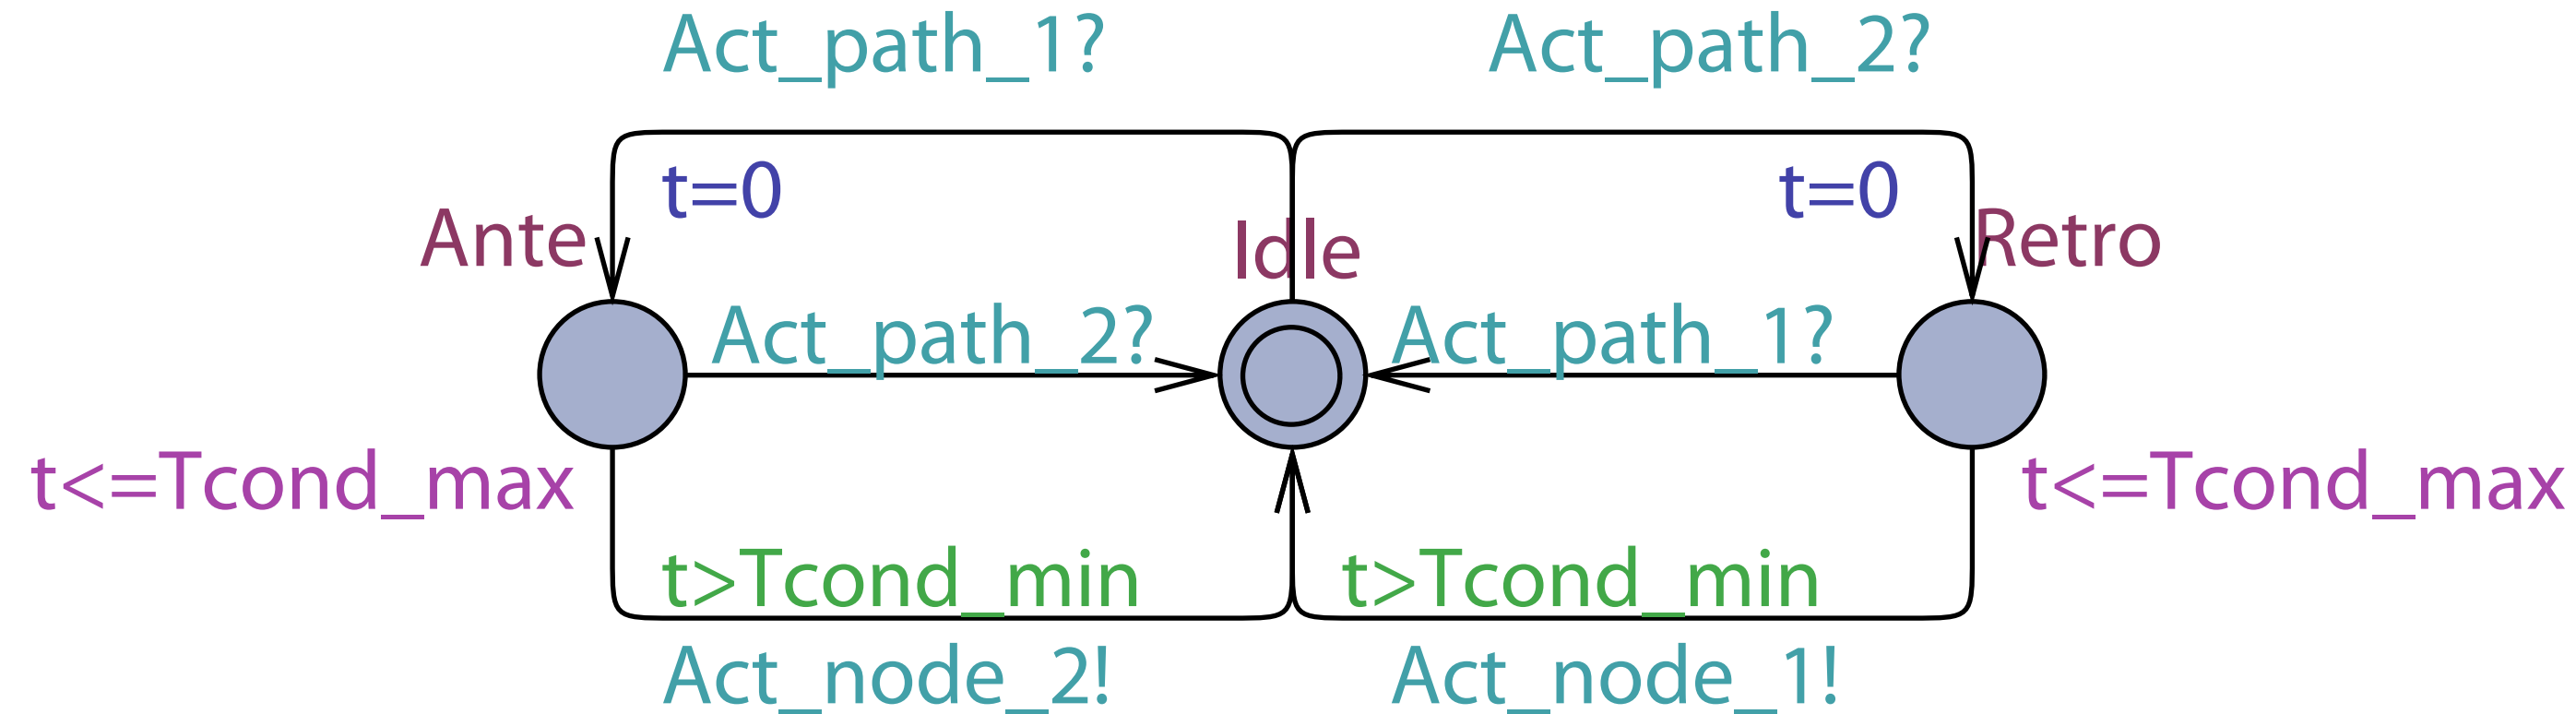 Act_path_1?
Act_path_2?
t=0
t=0
Ante
Idle
Retro
Act_path_2?
Act_path_1?
t<=Tcond_max
t<=Tcond_max
t>Tcond_min
t>Tcond_min
Act_node_2!
Act_node_1!